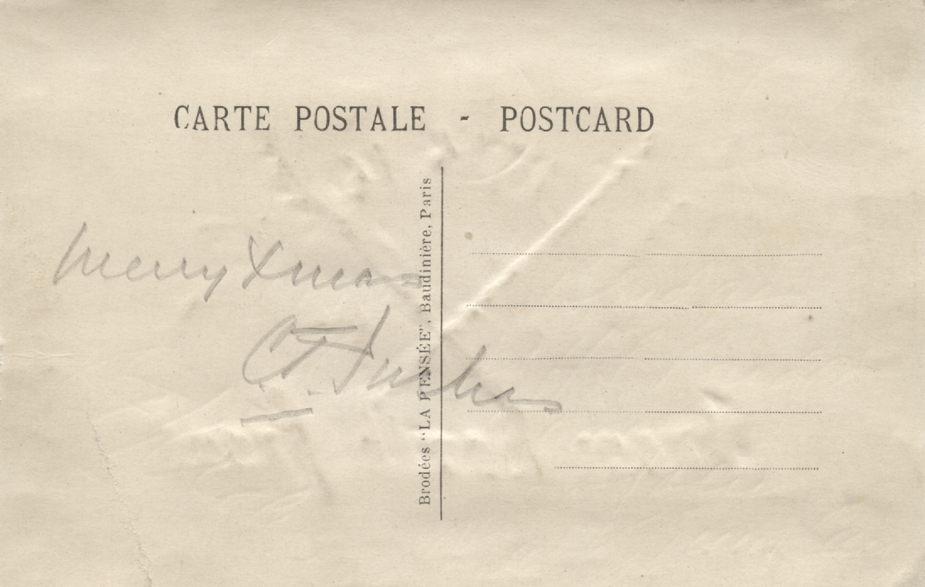 CARTE POSTALE - POSTCARD
Merry Xmas
C.T.
Brodées "LA PENSÉE", Baudinière, Paris